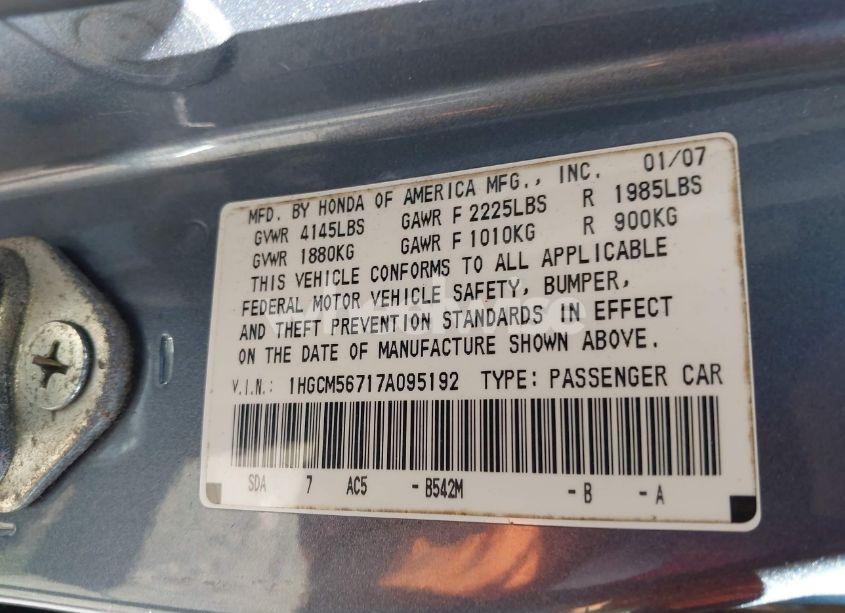 MFD. BY HONDA OF AMERICA MFG., INC. 01/07
GVWR 4145LBS GAWR F 2225LBS R 1985LBS
GVWR 1880KG GAWR F 1010KG R 900KG
THIS VEHICLE CONFORMS TO ALL APPLICABLE
FEDERAL MOTOR VEHICLE SAFETY, BUMPER,
AND THEFT PREVENTION STANDARDS IN EFFECT
ON THE DATE OF MANUFACTURE SHOWN ABOVE.
V.I.N.: 1HGCM56717A095192 TYPE: PASSENGER CAR
SDA 7 AC5 - B542M - B - A